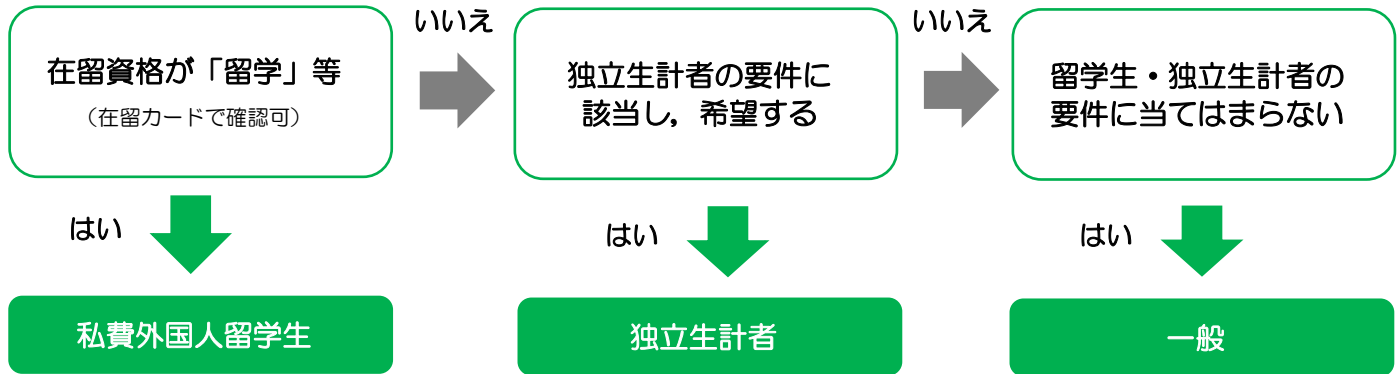 在留資格が「留学」等
（在留カードで確認可）
いいえ
独立生計者の要件に
該当し，希望する
いいえ
留学生・独立生計者の
要件に当てはまらない
はい
はい
はい
私費外国人留学生
独立生計者
一般